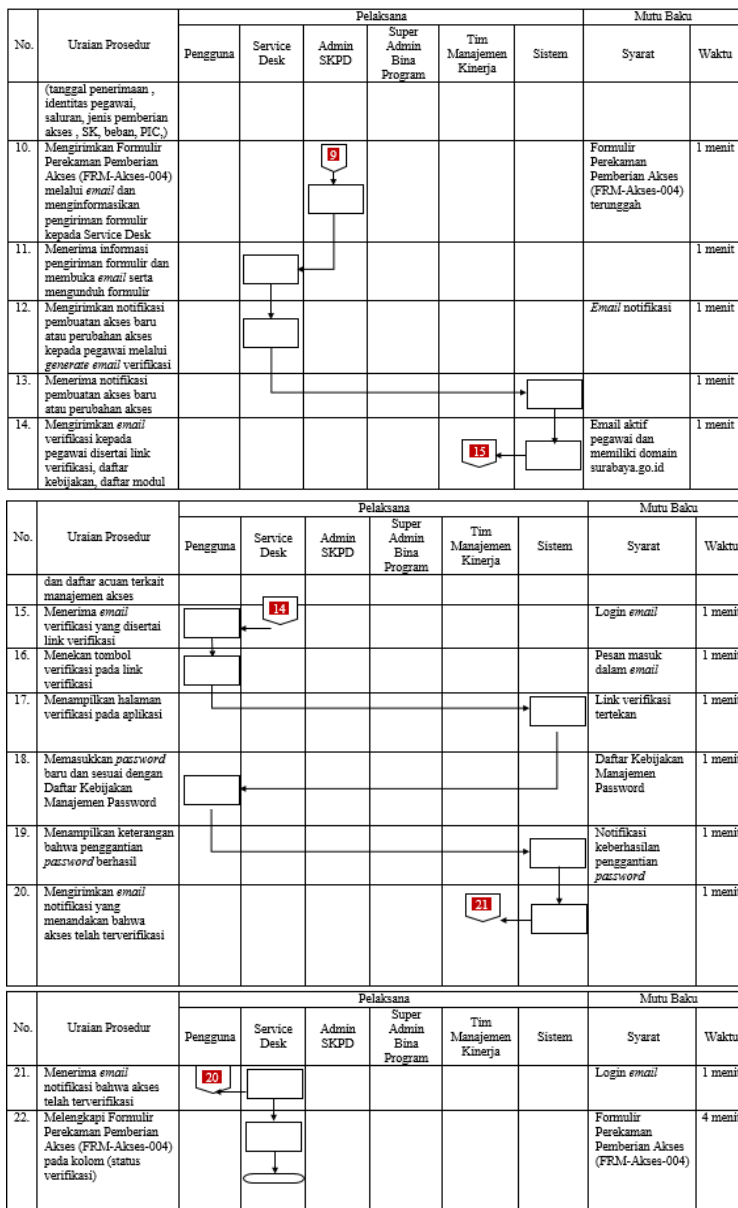 Pelaksana
Mutu Baku
No.
Uraian Prosedur
Pengguna
Service
Desk
Admin
SKPD
Super
Admin
Bina
Program
Tim
Manajemen
Kinerja
Sistem
Syarat
Waktu
(tanggal penerimaan ,
identitas pegawai,
saluran, jenis pemberian
akses , SK, beban, PIC,)
10.
Mengirimkan Formulir
Perekaman Pemberian
Akses (FRM-Akses-004)
melalui email dan
menginformasikan
pengiriman formulir
kepada Service Desk
9
Formulir
Perekaman
Pemberian Akses
(FRM-Akses-004)
terunggah
1 menit
11.
Menerima informasi
pengiriman formulir dan
membuka email serta
mengunduh formulir
1 menit
12.
Mengirimkan notifikasi
pembuatan akses baru
atau perubahan akses
kepada pegawai melalui
generate email verifikasi
Email notifikasi
1 menit
13.
Menerima notifikasi
pembuatan akses baru
atau perubahan akses
1 menit
14.
Mengirimkan email
verifikasi kepada
pegawai disertai link
verifikasi, daftar
kebijakan, daftar modul
15
Email aktif
pegawai dan
memiliki domain
surabaya.go.id
1 menit
Pelaksana
Mutu Baku
No.
Uraian Prosedur
Pengguna
Service
Desk
Admin
SKPD
Super
Admin
Bina
Program
Tim
Manajemen
Kinerja
Sistem
Syarat
Waktu
dan daftar acuan terkait
manajemen akses
15.
Menerima email
verifikasi yang disertai
link verifikasi
14
Login email
1 menit
16.
Menekan tombol
verifikasi pada link
verifikasi
Pesan masuk
dalam email
1 menit
17.
Menampilkan halaman
verifikasi pada aplikasi
Link verifikasi
tertekan
1 menit
18.
Memasukkan password
baru dan sesuai dengan
Daftar Kebijakan
Manajemen Password
Daftar Kebijakan
Manajemen
Password
1 menit
19.
Menampilkan keterangan
bahwa penggantian
password berhasil
Notifikasi
keberhasilan
penggantian
password
1 menit
20.
Mengirimkan email
notifikasi yang
menandakan bahwa
akses telah terverifikasi
21
1 menit
Pelaksana
Mutu Baku
No.
Uraian Prosedur
Pengguna
Service
Desk
Admin
SKPD
Super
Admin
Bina
Program
Tim
Manajemen
Kinerja
Sistem
Syarat
Waktu
21.
Menerima email
notifikasi bahwa akses
telah terverifikasi
20
Login email
1 menit
22.
Melengkapi Formulir
Perekaman Pemberian
Akses (FRM-Akses-004)
pada kolom (status
verifikasi)
Formulir
Perekaman
Pemberian Akses
(FRM-Akses-004)
4 menit